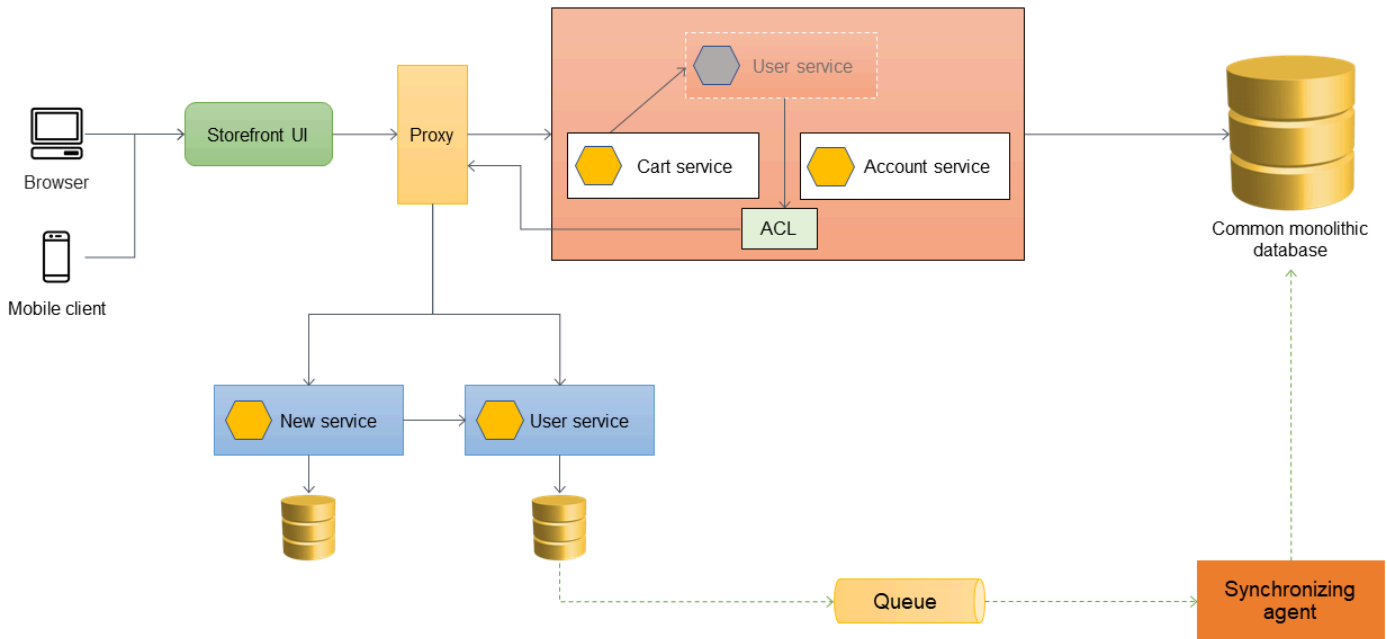 User service
Storefront UI
Proxy
Browser
Cart service
Account service
ACL
Common monolithic
database
Mobile client
New service
User service
Queue
Synchronizing
agent